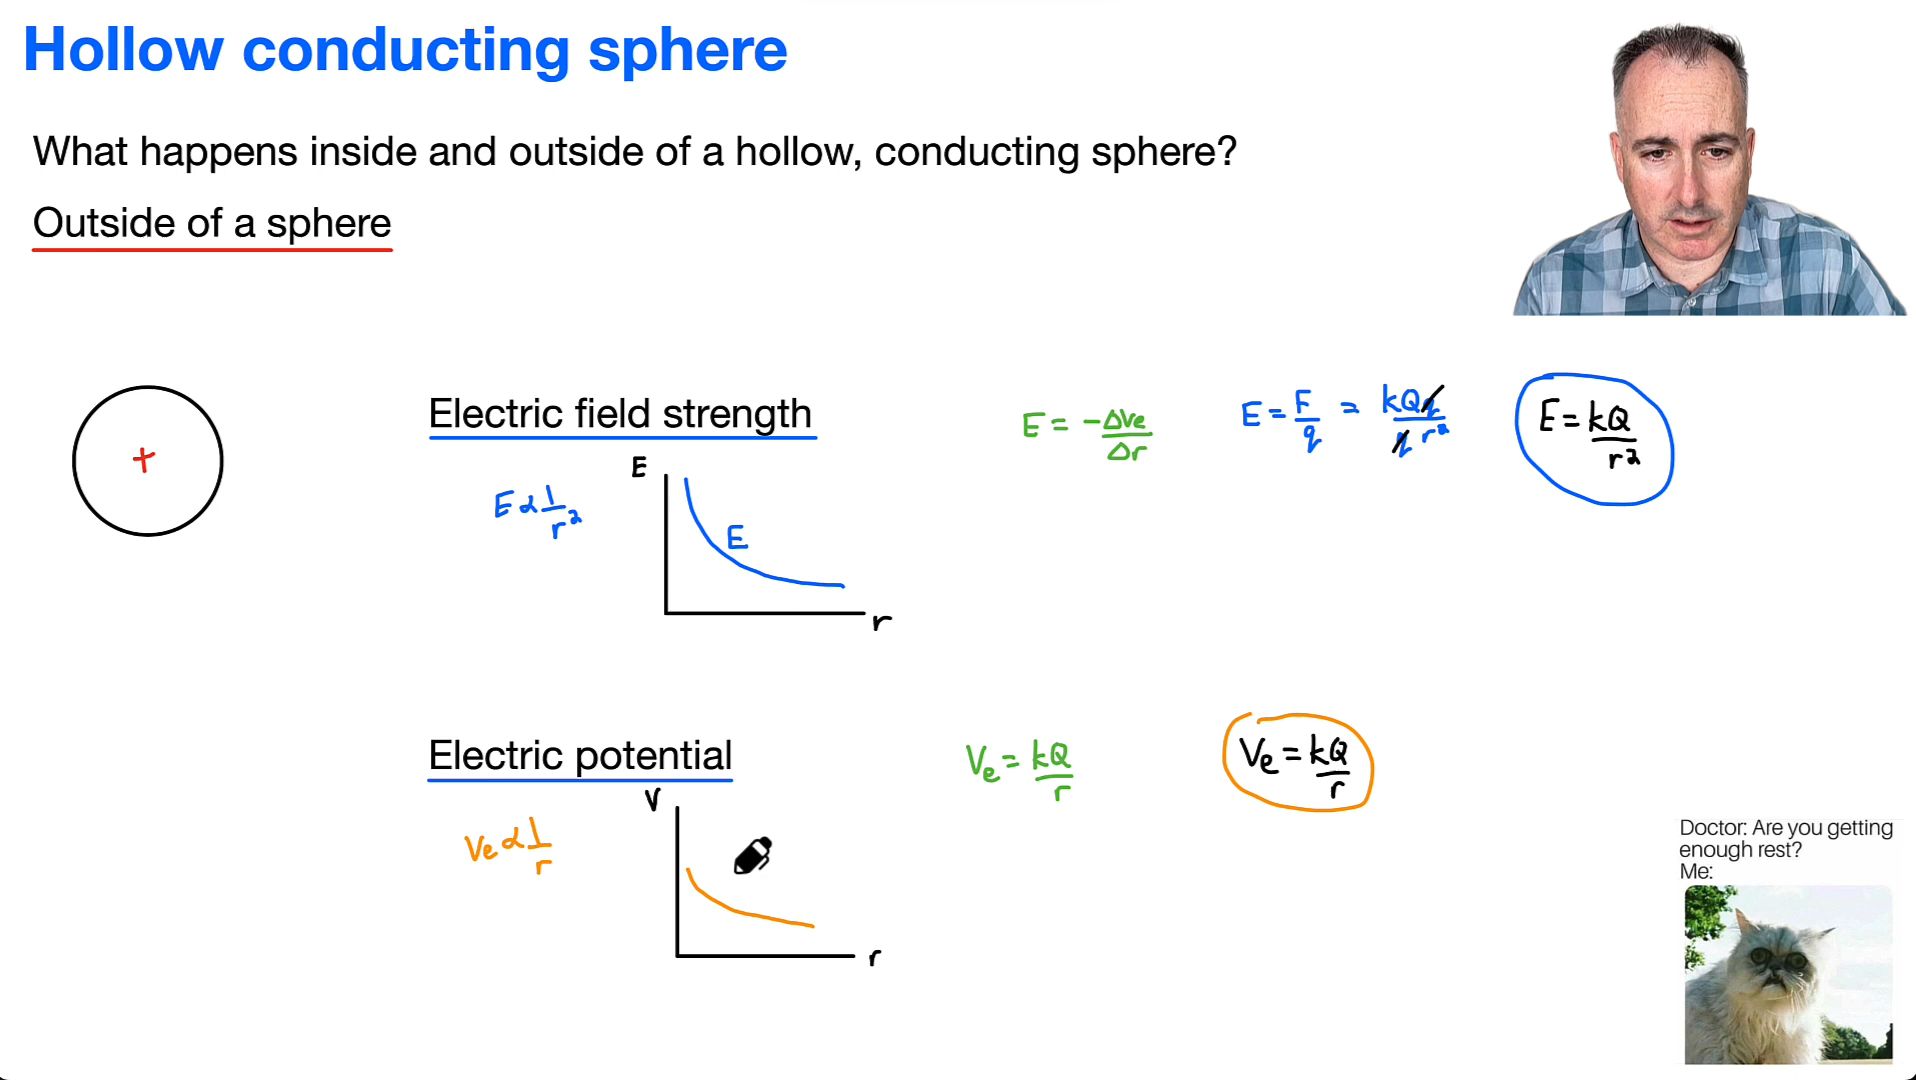 Hollow conducting sphere
What happens inside and outside of a hollow, conducting sphere?
Outside of a sphere
+
Electric field strength
E = -ΔVe/Δr
E = F/q = kQq/q r²
E = kQ/r²
E ∝ 1/r²
E
E
r
Electric potential
Ve = kQ/r
Ve = kQ/r
Ve ∝ 1/r
V
r
Doctor: Are you getting
enough rest?
Me: